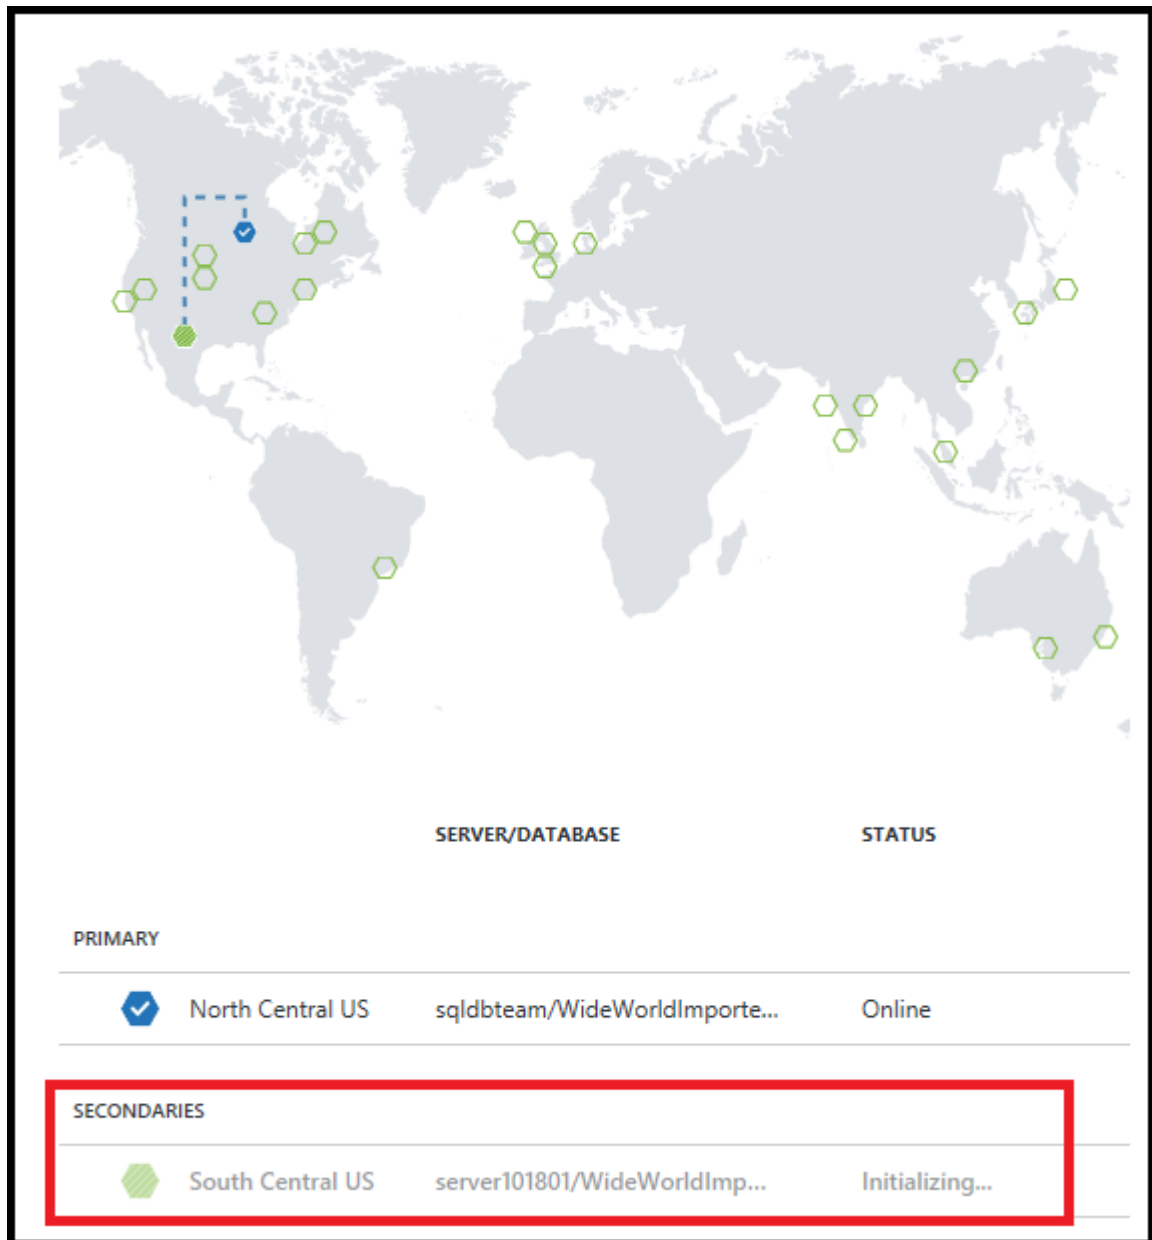 SERVER/DATABASE STATUS
PRIMARY
North Central US sqldbteam/WideWorldImporte... Online
SECONDARIES
South Central US server101801/WideWorldImp... Initializing...